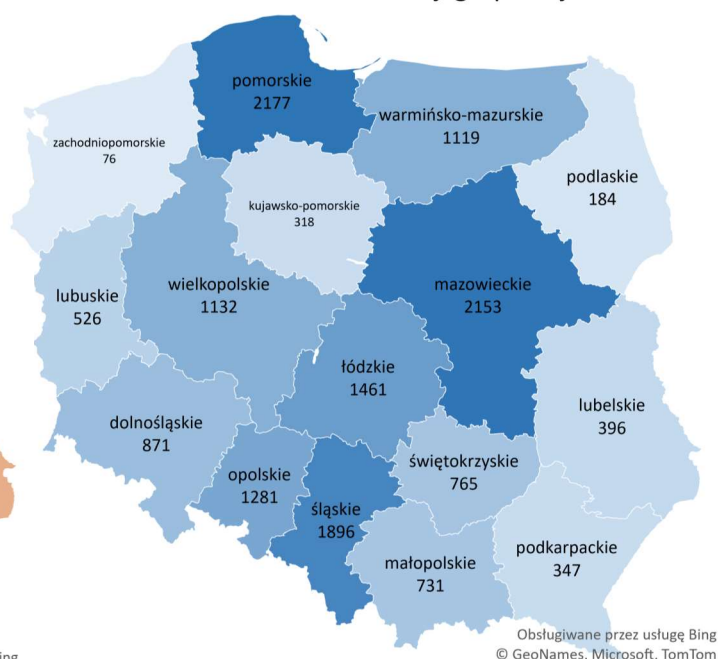 pomorskie
2177
warmińsko-mazurskie
1119
zachodniopomorskie
76
podlaskie
184
kujawsko-pomorskie
318
wielkopolskie
1132
mazowieckie
2153
lubuskie
526
łódzkie
1461
lubelskie
396
dolnośląskie
871
świętokrzyskie
765
opolskie
1281
śląskie
1896
podkarpackie
347
małopolskie
731
Obsługiwane przez usługę Bing
© GeoNames, Microsoft, TomTom